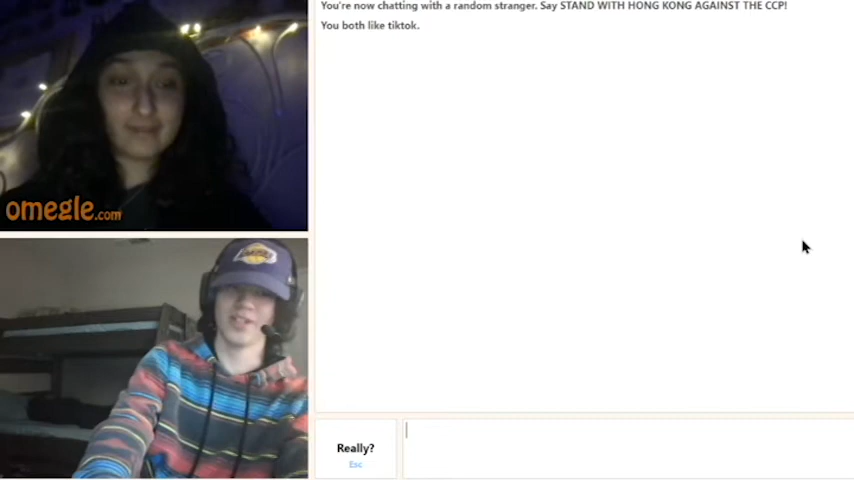 You're now chatting with a random stranger. Say STAND WITH HONG KONG AGAINST THE CCP!
You both like tiktok.
omegle.com
Really?
Esc